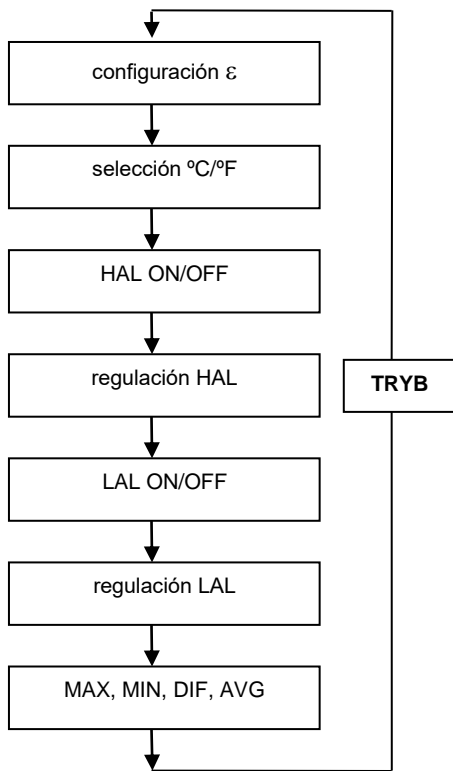 configuración ε
selección ºC/ºF
HAL ON/OFF
regulación HAL
TRYB
LAL ON/OFF
regulación LAL
MAX, MIN, DIF, AVG